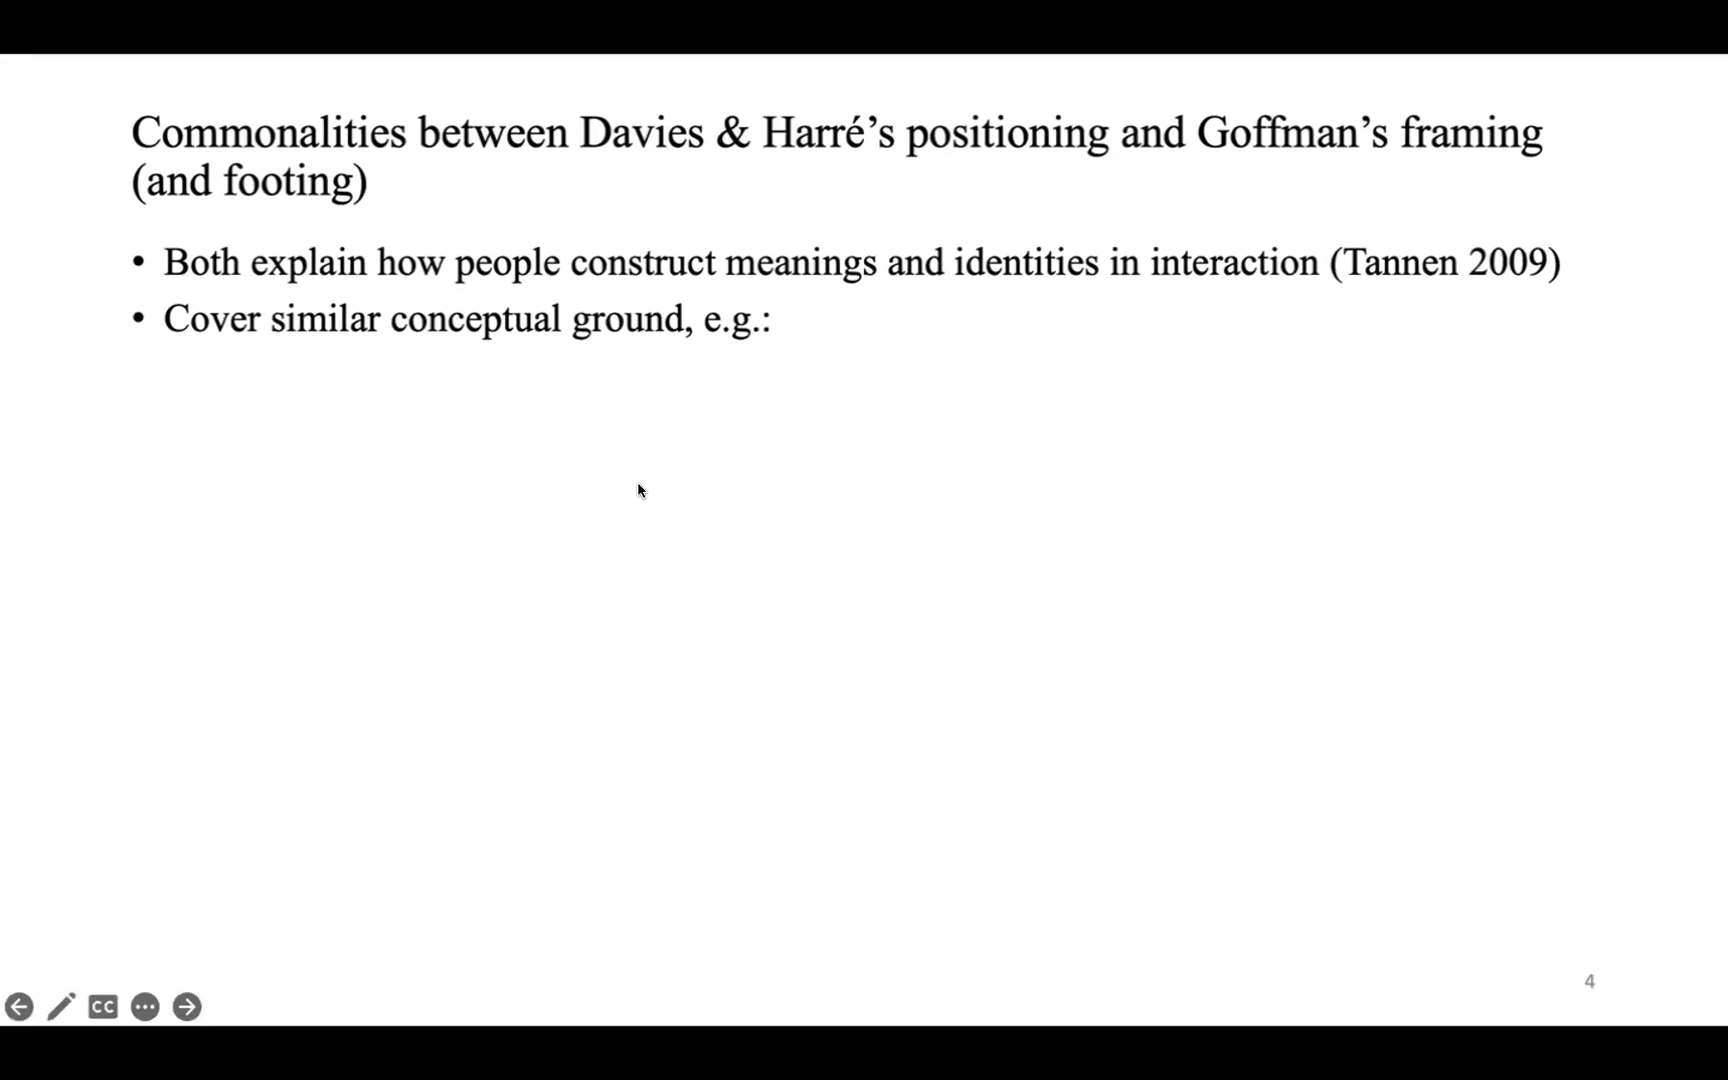 Commonalities between Davies & Harré’s positioning and Goffman’s framing
(and footing)
• Both explain how people construct meanings and identities in interaction (Tannen 2009)
• Cover similar conceptual ground, e.g.:
4
CC